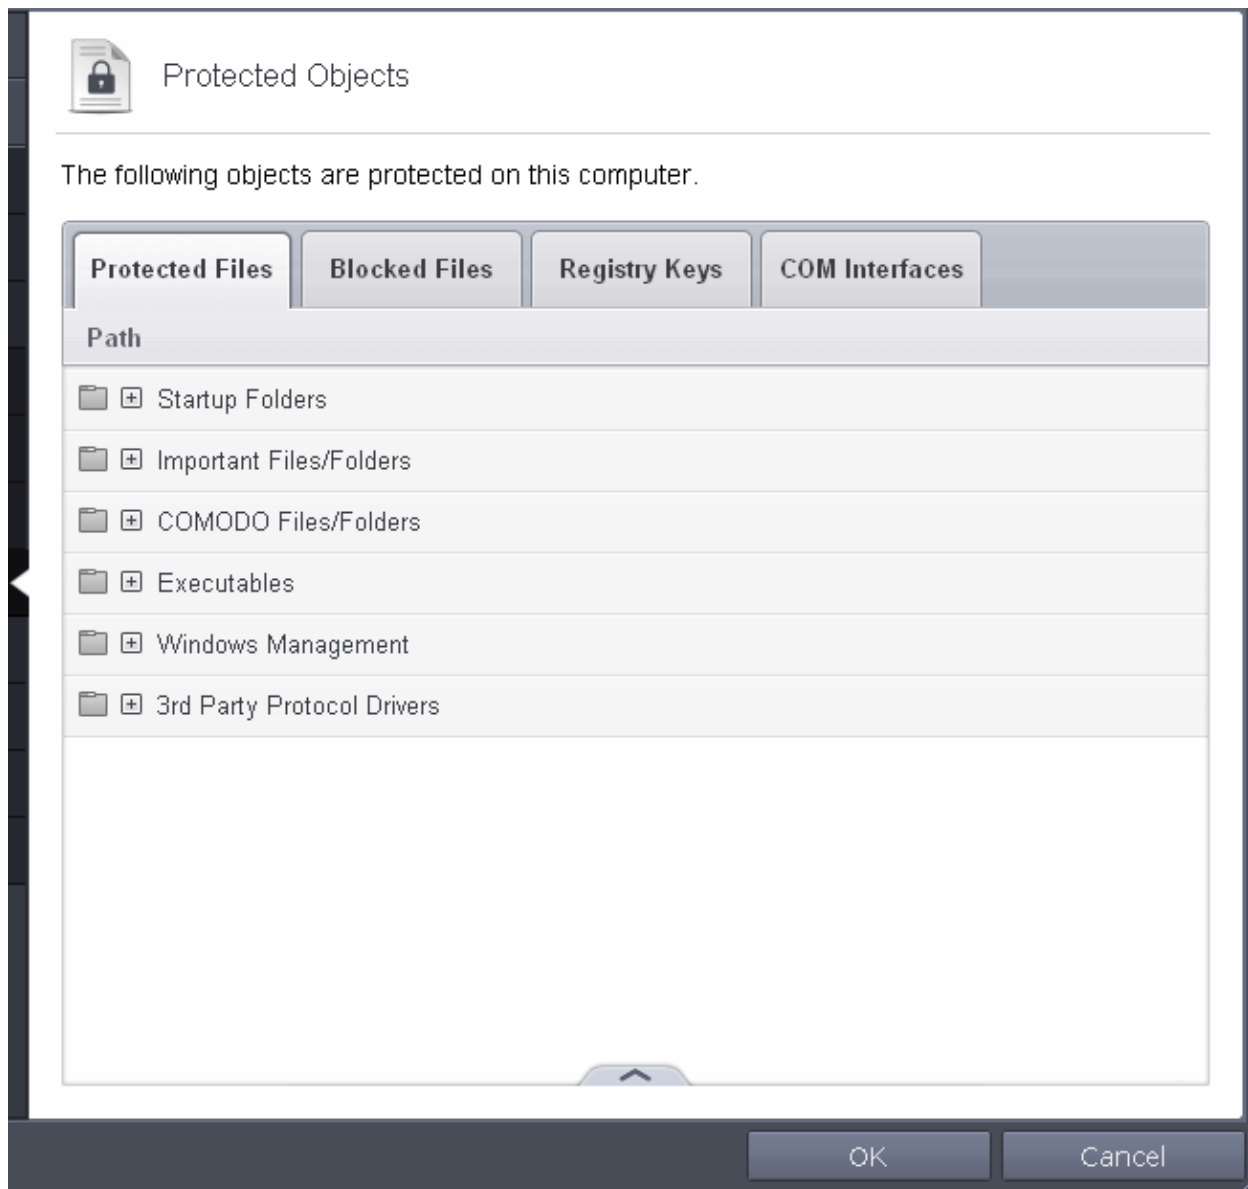 Protected Objects
The following objects are protected on this computer.
Protected Files Blocked Files Registry Keys COM Interfaces
Path
Startup Folders
Important Files/Folders
COMODO Files/Folders
Executables
Windows Management
3rd Party Protocol Drivers
OK Cancel